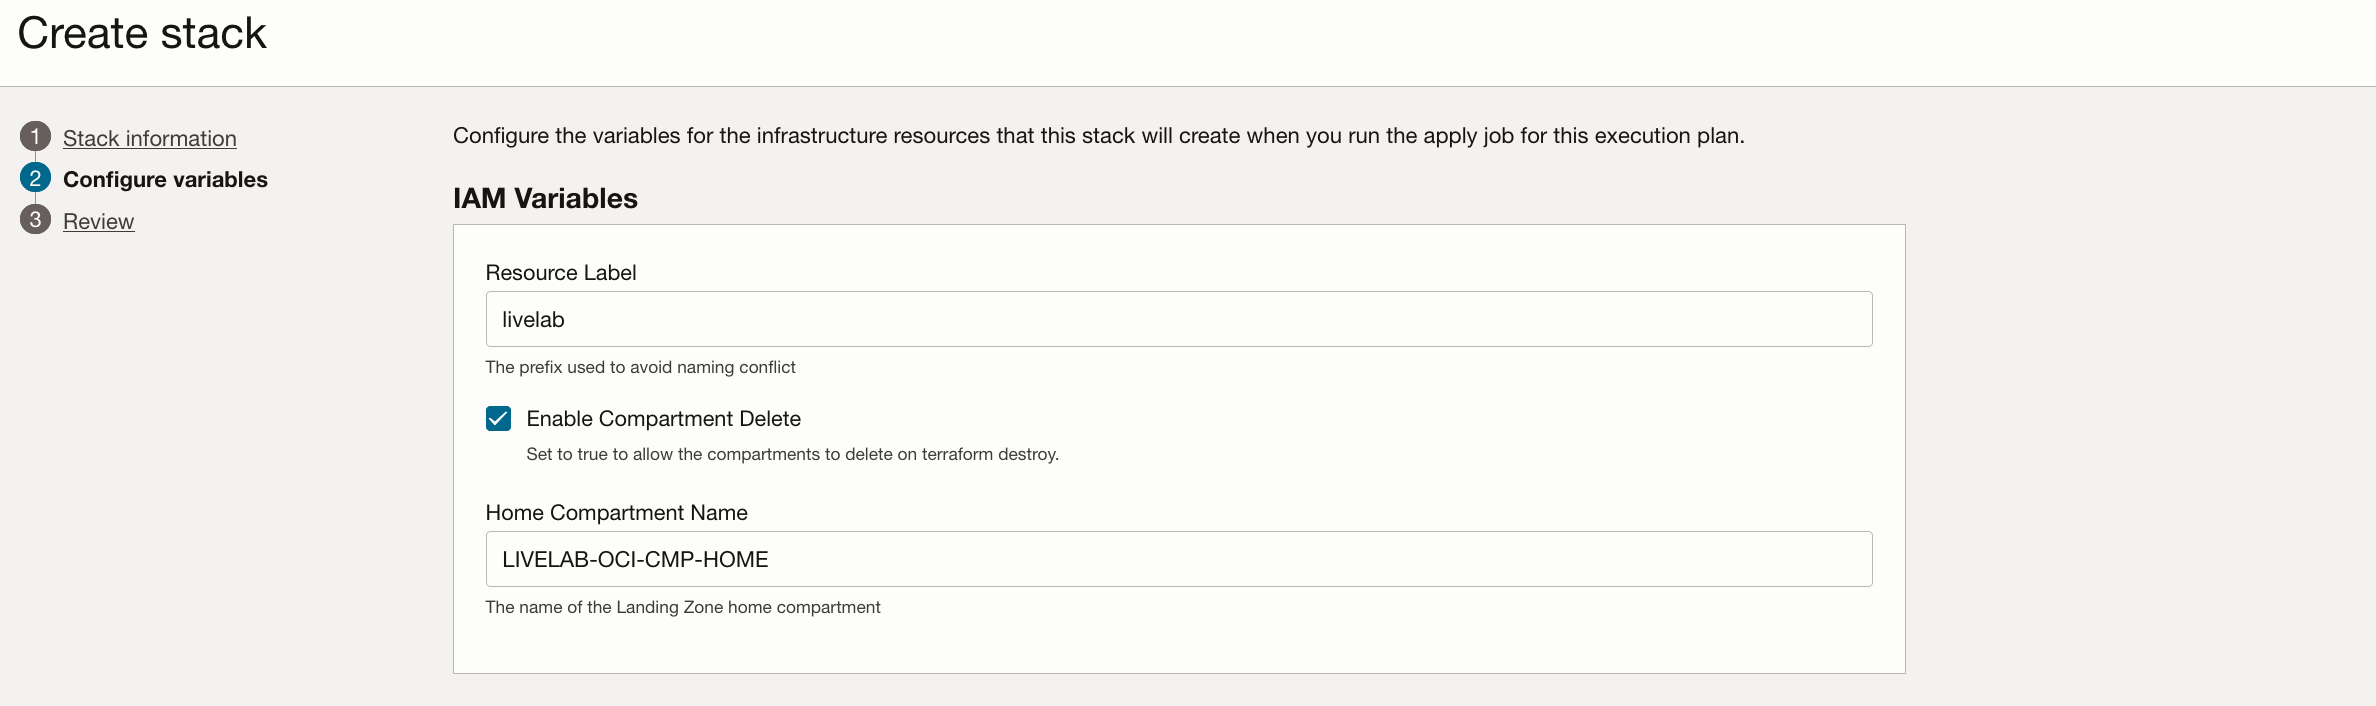 Create stack
1 Stack information
2 Configure variables
3 Review
Configure the variables for the infrastructure resources that this stack will create when you run the apply job for this execution plan.
IAM Variables
Resource Label
livelab
The prefix used to avoid naming conflict
Enable Compartment Delete
Set to true to allow the compartments to delete on terraform destroy.
Home Compartment Name
LIVELAB-OCI-CMP-HOME
The name of the Landing Zone home compartment